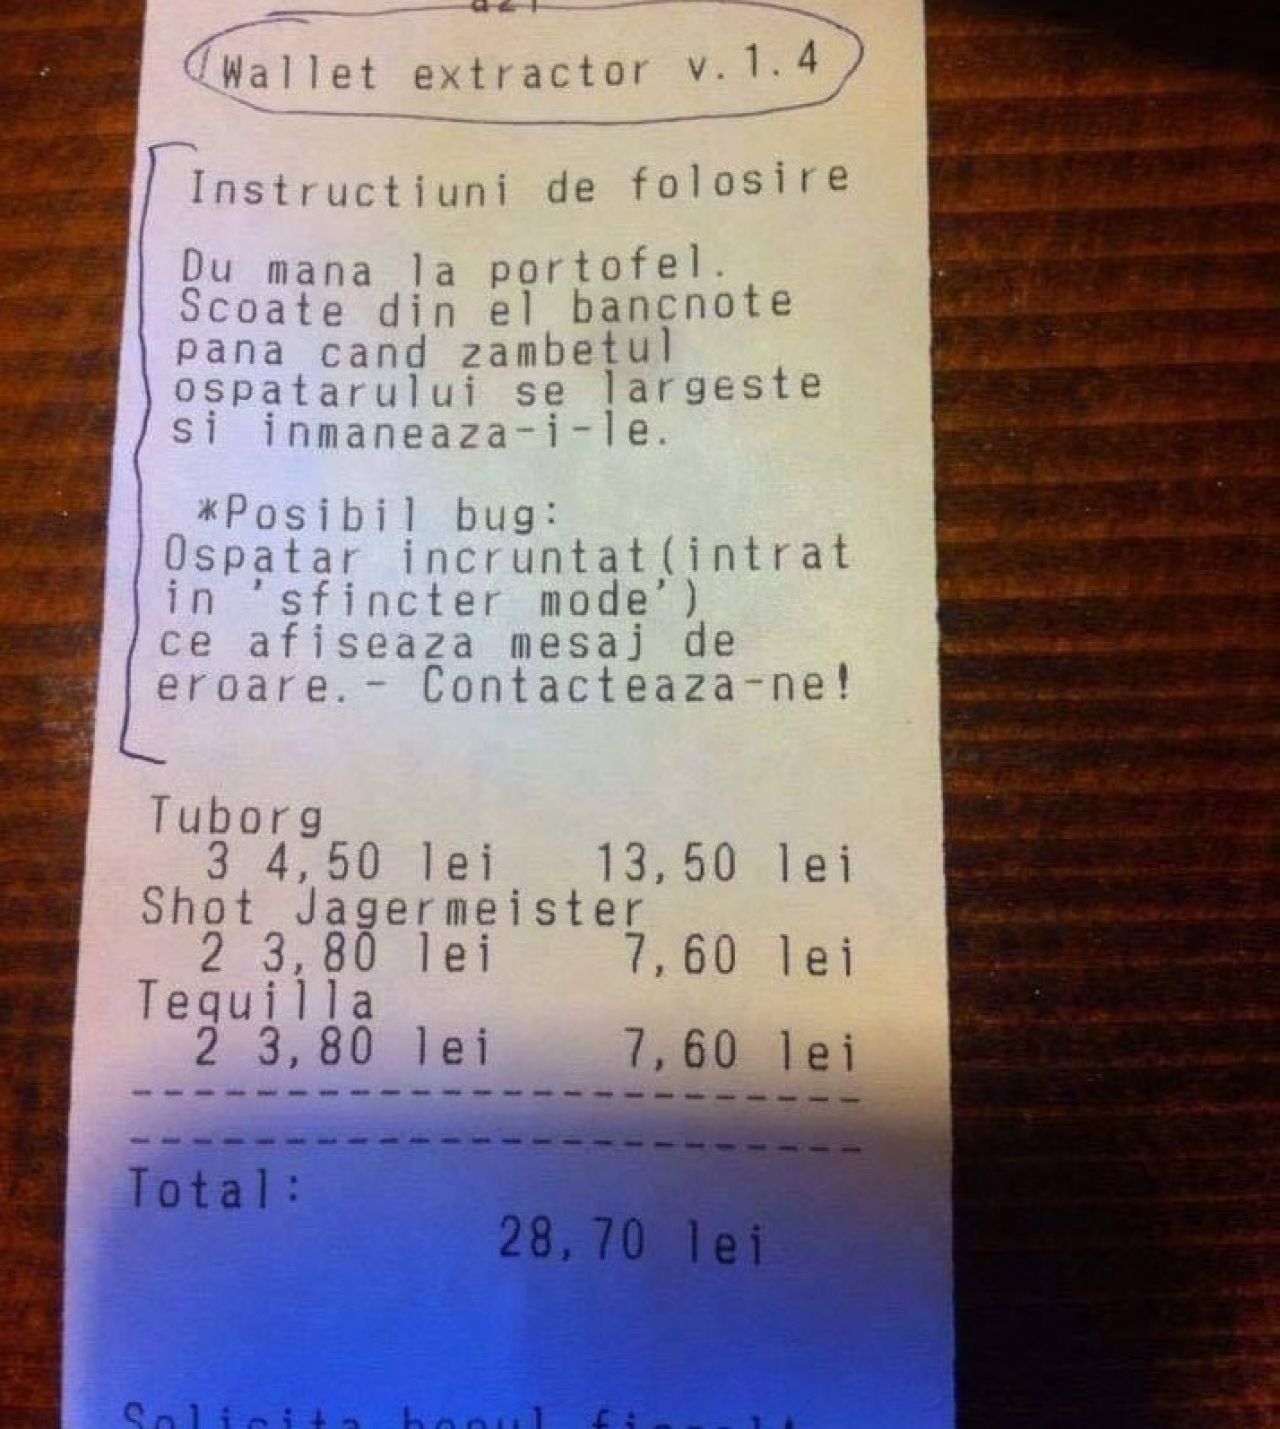 Wallet extractor v.1.4
Instructiuni de folosire
Du mana la portofel.
Scoate din el bancnote
pana cand zambetul
ospatarului se largeste
si inmaneaza-i-le.
*Posibil bug:
Ospatar incruntat(intrat
in 'sfincter mode')
ce afiseaza mesaj de
eroare.- Contacteaza-ne!
Tuborg
3 4,50 lei 13,50 lei
Shot Jagermeister
2 3,80 lei 7,60 lei
Tequilla
2 3,80 lei 7,60 lei
--------------------------
--------------------------
Total:
28,70 lei
Solicita bonul fiscal!